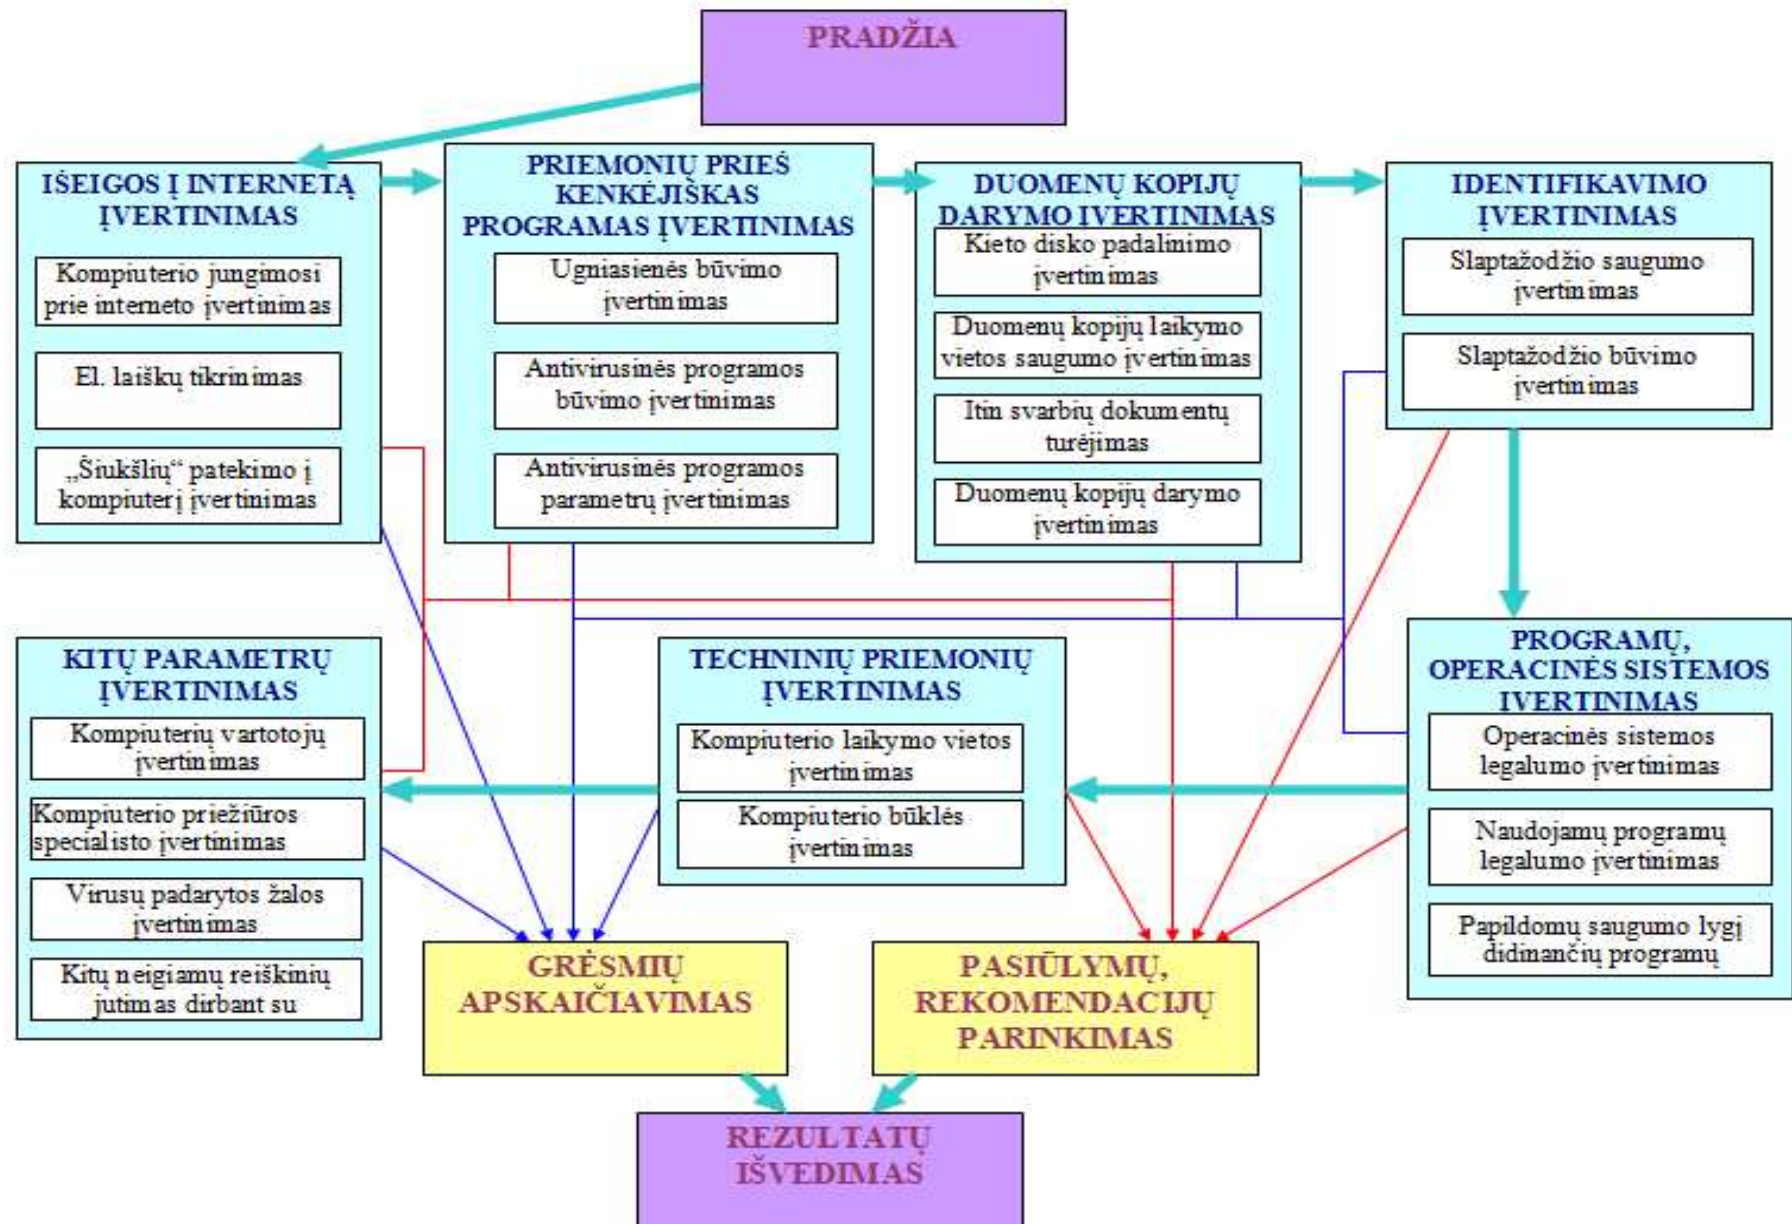 PRADŽIA
IŠEIGOS Į INTERNETĄ
ĮVERTINIMAS
Kompiuterio jungimosi
prie interneto įvertinimas
El. laiškų tikrinimas
„Šiukšlių“ patekimo į
kompiuterį įvertinimas
PRIEMONIŲ PRIEŠ
KENKĖJIŠKAS
PROGRAMAS ĮVERTINIMAS
Ugniasienės būvimo
įvertinimas
Antivirusinės programos
būvimo įvertinimas
Antivirusinės programos
parametrų įvertinimas
DUOMENŲ KOPIJŲ
DARYMO ĮVERTINIMAS
Kieto disko padalinimo
įvertinimas
Duomenų kopijų laikymo
vietos saugumo įvertinimas
Itin svarbių dokumentų
turėjimas
Duomenų kopijų darymo
įvertinimas
IDENTIFIKAVIMO
ĮVERTINIMAS
Slaptažodžio saugumo
įvertinimas
Slaptažodžio būvimo
įvertinimas
KITŲ PARAMETRŲ
ĮVERTINIMAS
Kompiuterių vartotojų
įvertinimas
Kompiuterio priežiūros
specialisto įvertinimas
Virusų padarytos žalos
įvertinimas
Kitų neigiamų reiškinių
jutimas dirbant su
TECHNINIŲ PRIEMONIŲ
ĮVERTINIMAS
Kompiuterio laikymo vietos
įvertinimas
Kompiuterio būklės
įvertinimas
PROGRAMŲ,
OPERACINĖS SISTEMOS
ĮVERTINIMAS
Operacinės sistemos
legalumo įvertinimas
Naudojamų programų
legalumo įvertinimas
Papildomų saugumo lygį
didinančių programų
GRĖSMIŲ
APSKAIČIAVIMAS
PASIŪLYMŲ,
REKOMENDACIJŲ
PARINKIMAS
REZULTATŲ
IŠVEDIMAS